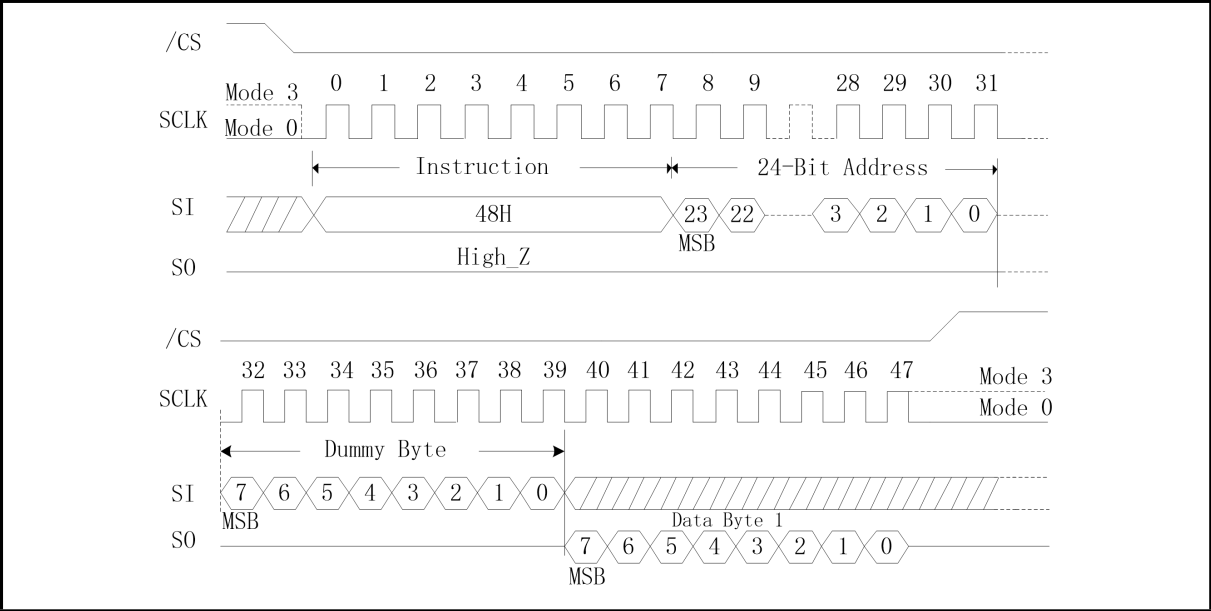 /CS
0 1 2 3 4 5 6 7 8 9 28 29 30 31
Mode 3
SCLK
Mode 0
Instruction 24-Bit Address
SI 48H 23 22 3 2 1 0
MSB
High_Z
SO
/CS
32 33 34 35 36 37 38 39 40 41 42 43 44 45 46 47
Mode 3
SCLK
Mode 0
Dummy Byte
SI 7 6 5 4 3 2 1 0
MSB Data Byte 1
SO 7 6 5 4 3 2 1 0
MSB